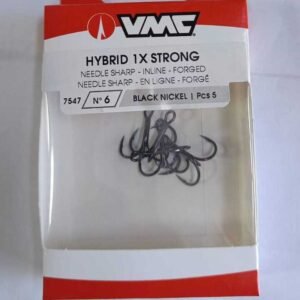 VMC
HYBRID 1X STRONG
NEEDLE SHARP - INLINE - FORGED
NEEDLE SHARP - EN LIGNE - FORGÉ
7547 N° 6 BLACK NICKEL | Pcs 5